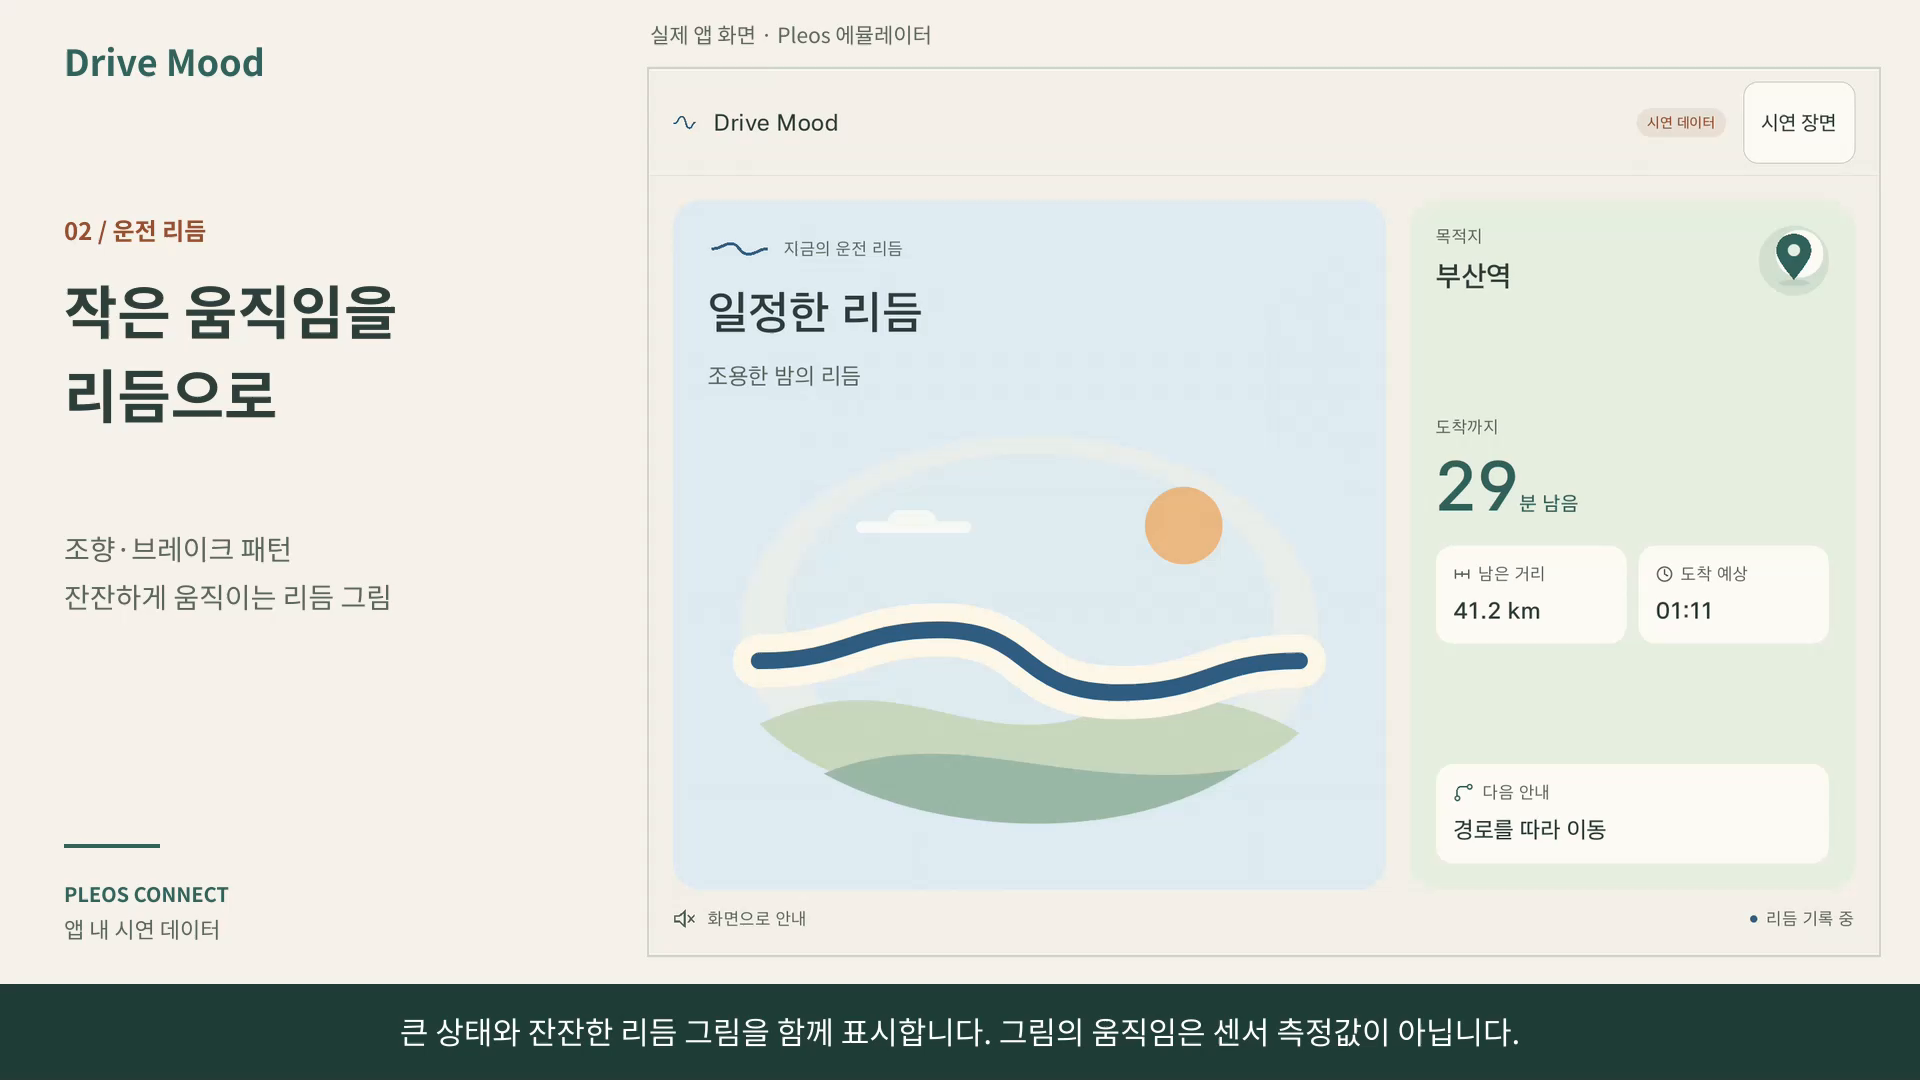 Drive Mood
02 / 운전 리듬
작은 움직임을
리듬으로
조향·브레이크 패턴
잔잔하게 움직이는 리듬 그림
PLEOS CONNECT
앱 내 시연 데이터
실제 앱 화면 · Pleos 에뮬레이터
Drive Mood
시연 데이터
시연 장면
지금의 운전 리듬
일정한 리듬
조용한 밤의 리듬
목적지
부산역
도착까지
29분 남음
남은 거리
41.2 km
도착 예상
01:11
다음 안내
경로를 따라 이동
화면으로 안내
리듬 기록 중
큰 상태와 잔잔한 리듬 그림을 함께 표시합니다. 그림의 움직임은 센서 측정값이 아닙니다.